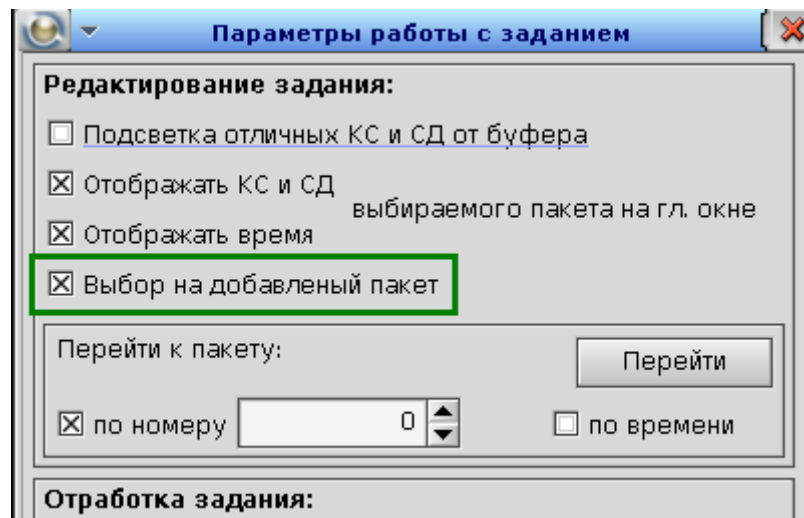 Параметры работы с заданием
Редактирование задания:
Подсветка отличных КС и СД от буфера
Отображать КС и СД
выбираемого пакета на гл. окне
Отображать время
Выбор на добавленый пакет
Перейти к пакету:
Перейти
по номеру 0 по времени
Отработка задания: